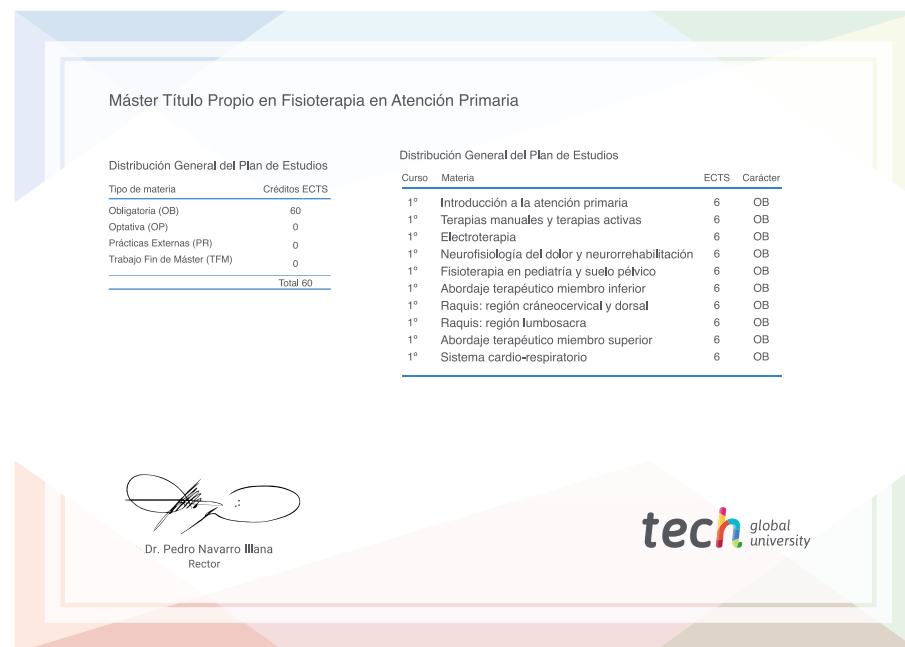 Máster Título Propio en Fisioterapia en Atención Primaria
Distribución General del Plan de Estudios
Tipo de materia Créditos ECTS
Obligatoria (OB) 60
Optativa (OP) 0
Prácticas Externas (PR) 0
Trabajo Fin de Máster (TFM) 0
Total 60
Distribución General del Plan de Estudios
Curso Materia ECTS Carácter
1º Introducción a la atención primaria 6 OB
1º Terapias manuales y terapias activas 6 OB
1º Electroterapia 6 OB
1º Neurofisiología del dolor y neurorrehabilitación 6 OB
1º Fisioterapia en pediatría y suelo pélvico 6 OB
1º Abordaje terapéutico miembro inferior 6 OB
1º Raquis: región cráneocervical y dorsal 6 OB
1º Raquis: región lumbosacra 6 OB
1º Abordaje terapéutico miembro superior 6 OB
1º Sistema cardio-respiratorio 6 OB
Dr. Pedro Navarro Illana
Rector
tech global
university